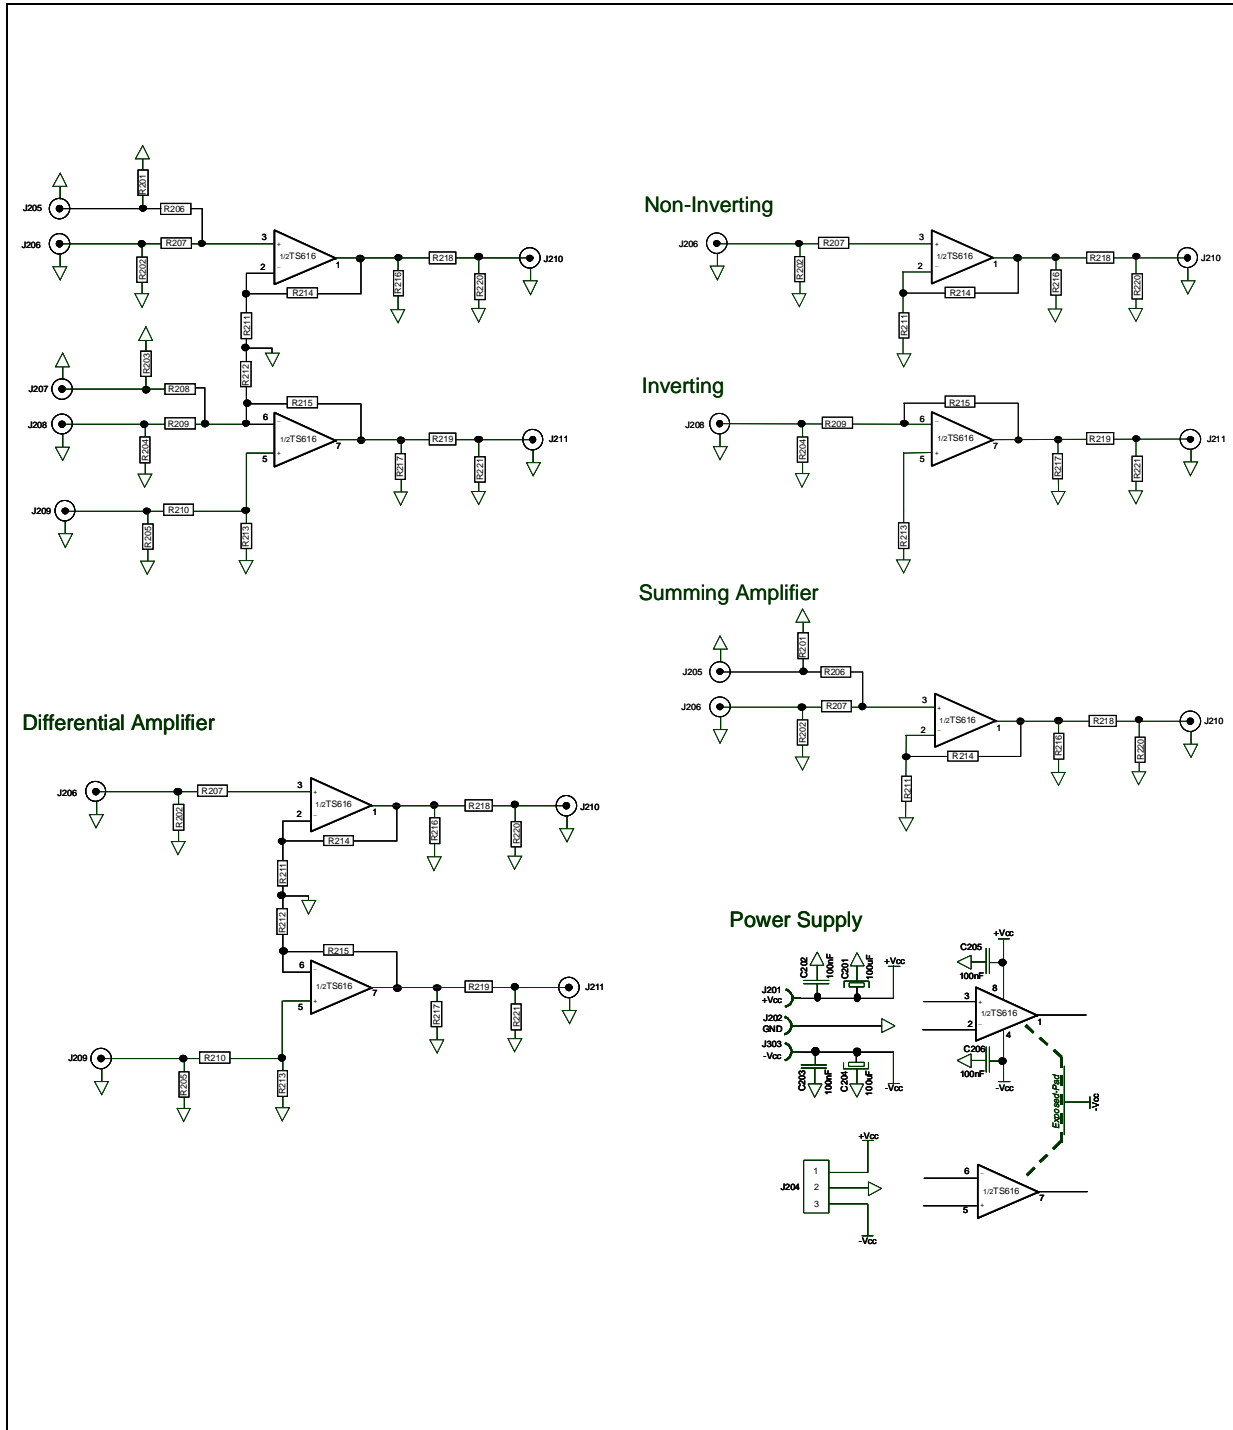 R201
J205
R206
J206
R207
R202
3
+
1/2TS616
2
−
1
R214
R216
R218
R220
J210
R211
R212
R203
J207
R208
J208
R209
R204
R215
6
−
1/2TS616
5
+
7
R217
R219
R221
J211
J209
R210
R205
R213
Non-Inverting
J206
R202
R207
3
+
1/2TS616
2
−
1
R214
R211
R216
R218
R220
J210
Inverting
J208
R204
R209
R215
6
−
1/2TS616
5
+
7
R213
R217
R219
R221
J211
Summing Amplifier
R201
J205
R206
J206
R207
R202
3
+
1/2TS616
2
−
1
R214
R211
R216
R218
R220
J210
Differential Amplifier
J206
R207
R202
3
+
1/2TS616
2
−
1
R214
R216
R218
R220
J210
R211
R212
R215
6
−
1/2TS616
5
+
7
R217
R219
R221
J211
J209
R210
R205
R213
Power Supply
C202
100nF
C201
100uF
+Vcc
J201
+Vcc
J202
GND
J303
-Vcc
C203
100nF
C204
100uF
-Vcc
+Vcc
C205
100nF
8
3
+
1/2TS616
2
−
1
4
C206
100nF
-Vcc
Exposed-Pad
-Vcc
+Vcc
J204
1
2
3
-Vcc
6
−
1/2TS616
5
+
7